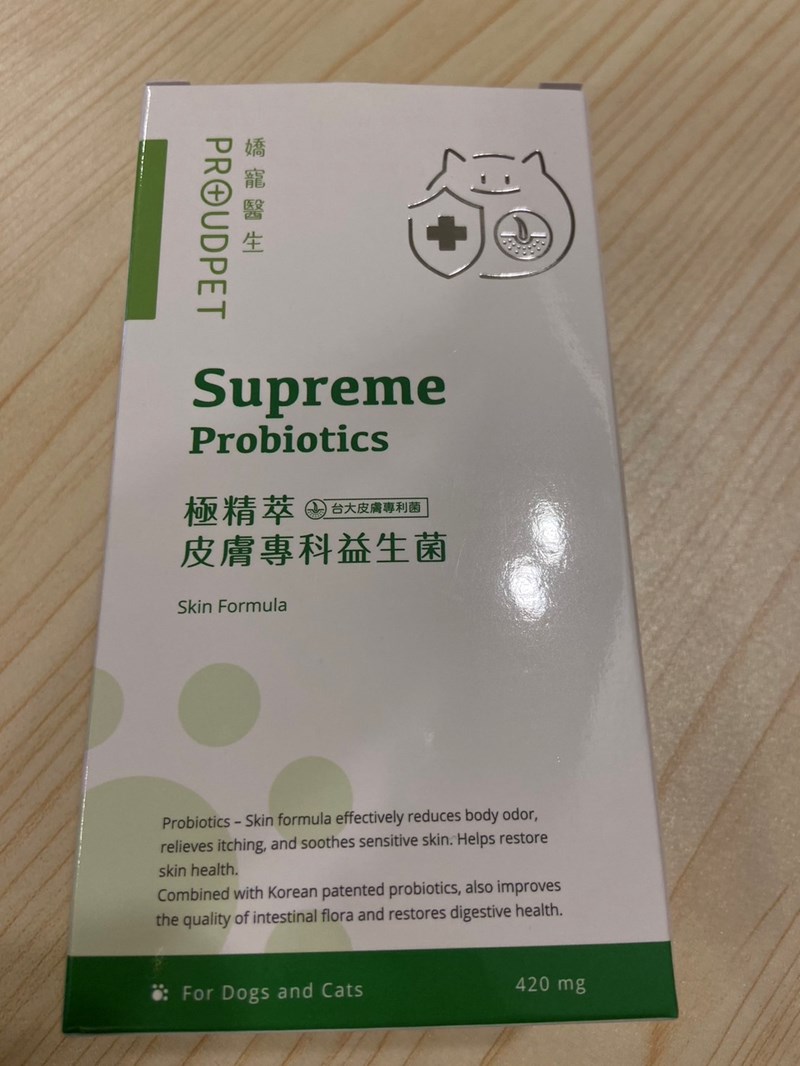 嬌寵醫生
PROUDPET
Supreme
Probiotics
極精萃 台大皮膚專利菌
皮膚專科益生菌
Skin Formula
Probiotics – Skin formula effectively reduces body odor,
relieves itching, and soothes sensitive skin. Helps restore
skin health.
Combined with Korean patented probiotics, also improves
the quality of intestinal flora and restores digestive health.
For Dogs and Cats 420 mg